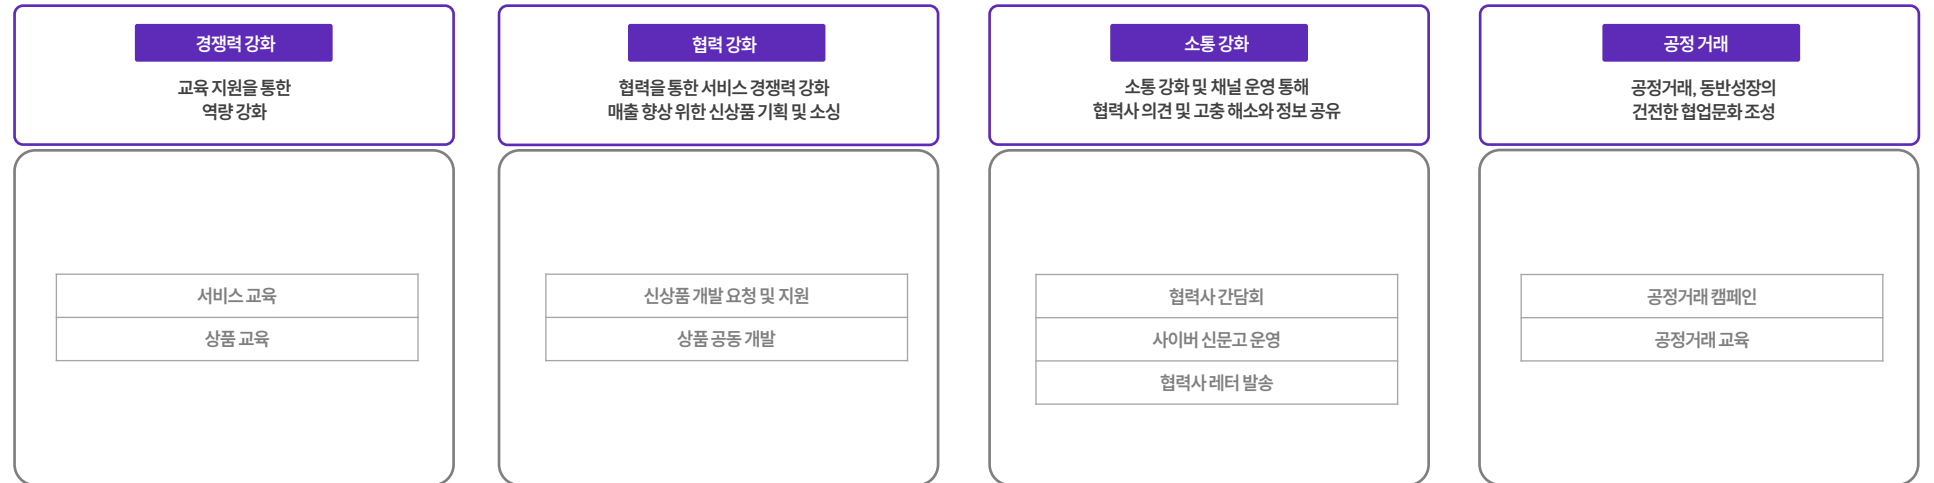 경쟁력 강화
교육 지원을 통한
역량 강화
서비스 교육
상품 교육
협력 강화
협력을 통한 서비스 경쟁력 강화
매출 향상 위한 신상품 기획 및 소싱
신상품 개발 요청 및 지원
상품 공동 개발
소통 강화
소통 강화 및 채널 운영 통해
협력사 의견 및 고충 해소와 정보 공유
협력사 간담회
사이버 신문고 운영
협력사 레터 발송
공정 거래
공정거래, 동반성장의
건전한 협업문화 조성
공정거래 캠페인
공정거래 교육